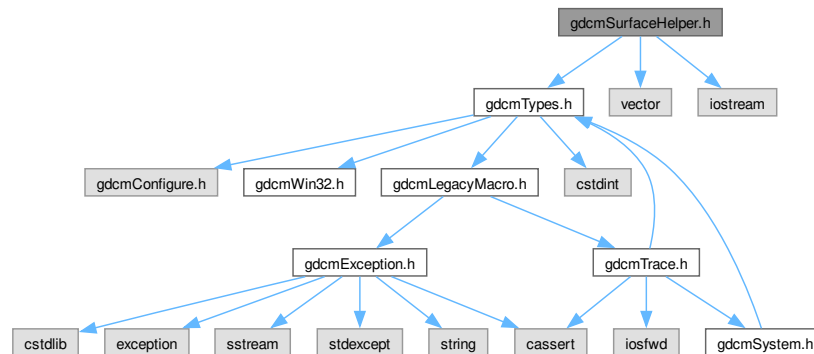 gdcmSurfaceHelper.h
gdcmTypes.h
vector
iostream
gdcmConfigure.h
gdcmWin32.h
gdcmLegacyMacro.h
cstdint
gdcmException.h
gdcmTrace.h
cstdlib
exception
sstream
stdexcept
string
cassert
iosfwd
gdcmSystem.h